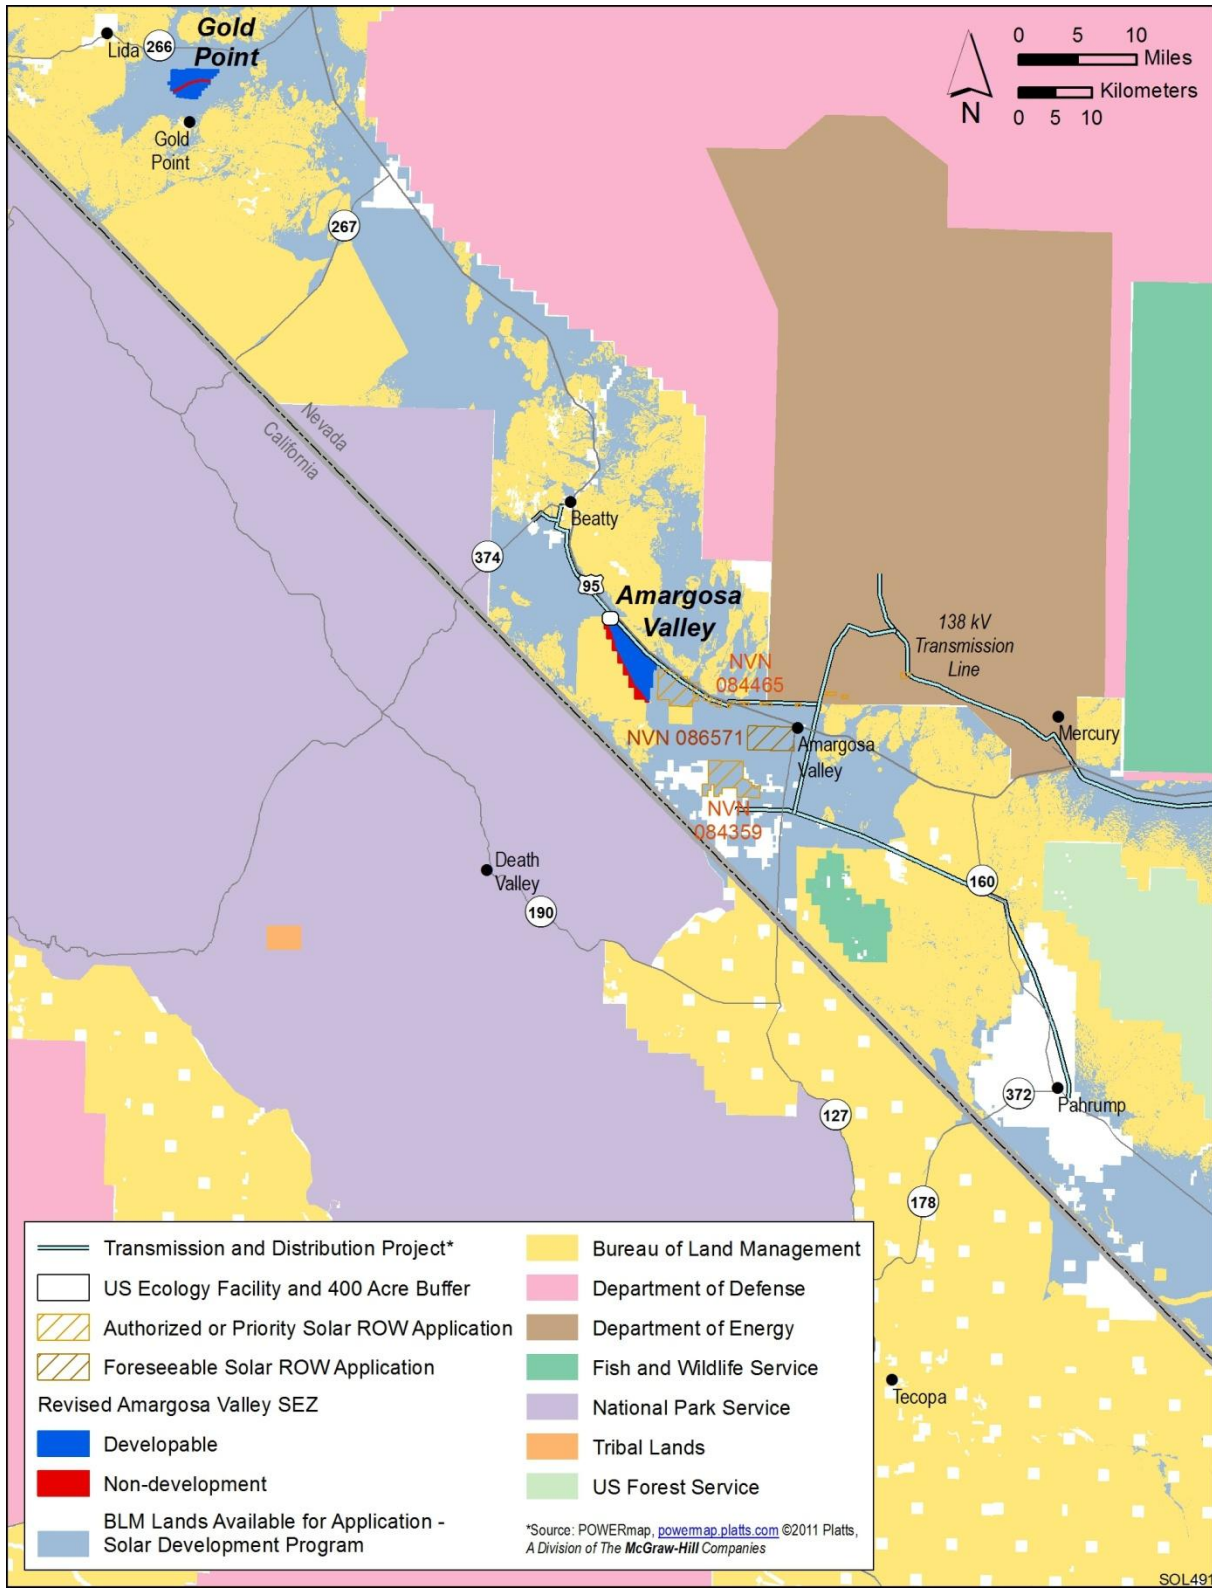 Gold
Point
Lida
266
Gold
Point
0 5 10
Miles
Kilometers
0 5 10
N
267
Nevada
California
Beatty
374
95
Amargosa
Valley
138 kV
Transmission
Line
NVN
084465
NVN 086571
Amargosa
Valley
Mercury
NVN
084359
Death
Valley
190
160
372
Pahrump
127
178
Tecopa
Transmission and Distribution Project*
US Ecology Facility and 400 Acre Buffer
Authorized or Priority Solar ROW Application
Foreseeable Solar ROW Application
Revised Amargosa Valley SEZ
Developable
Non-development
BLM Lands Available for Application -
Solar Development Program
Bureau of Land Management
Department of Defense
Department of Energy
Fish and Wildlife Service
National Park Service
Tribal Lands
US Forest Service
*Source: POWERmap, powermap.platts.com ©2011 Platts,
A Division of The McGraw-Hill Companies
SOL491